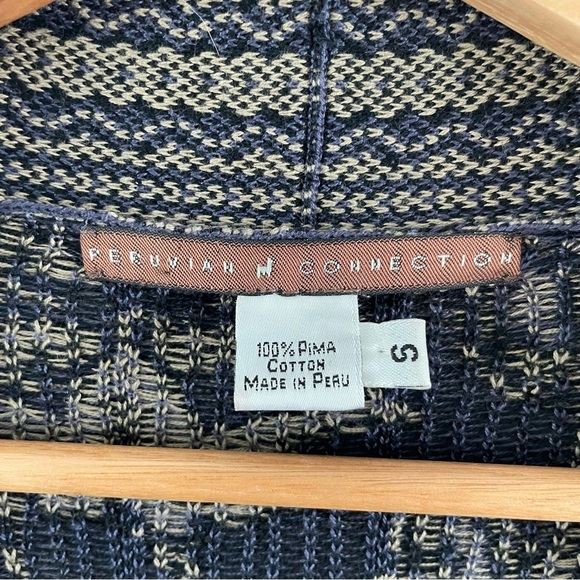 PERUVIAN CONNECTION
100% PIMA
COTTON
MADE IN PERU
S